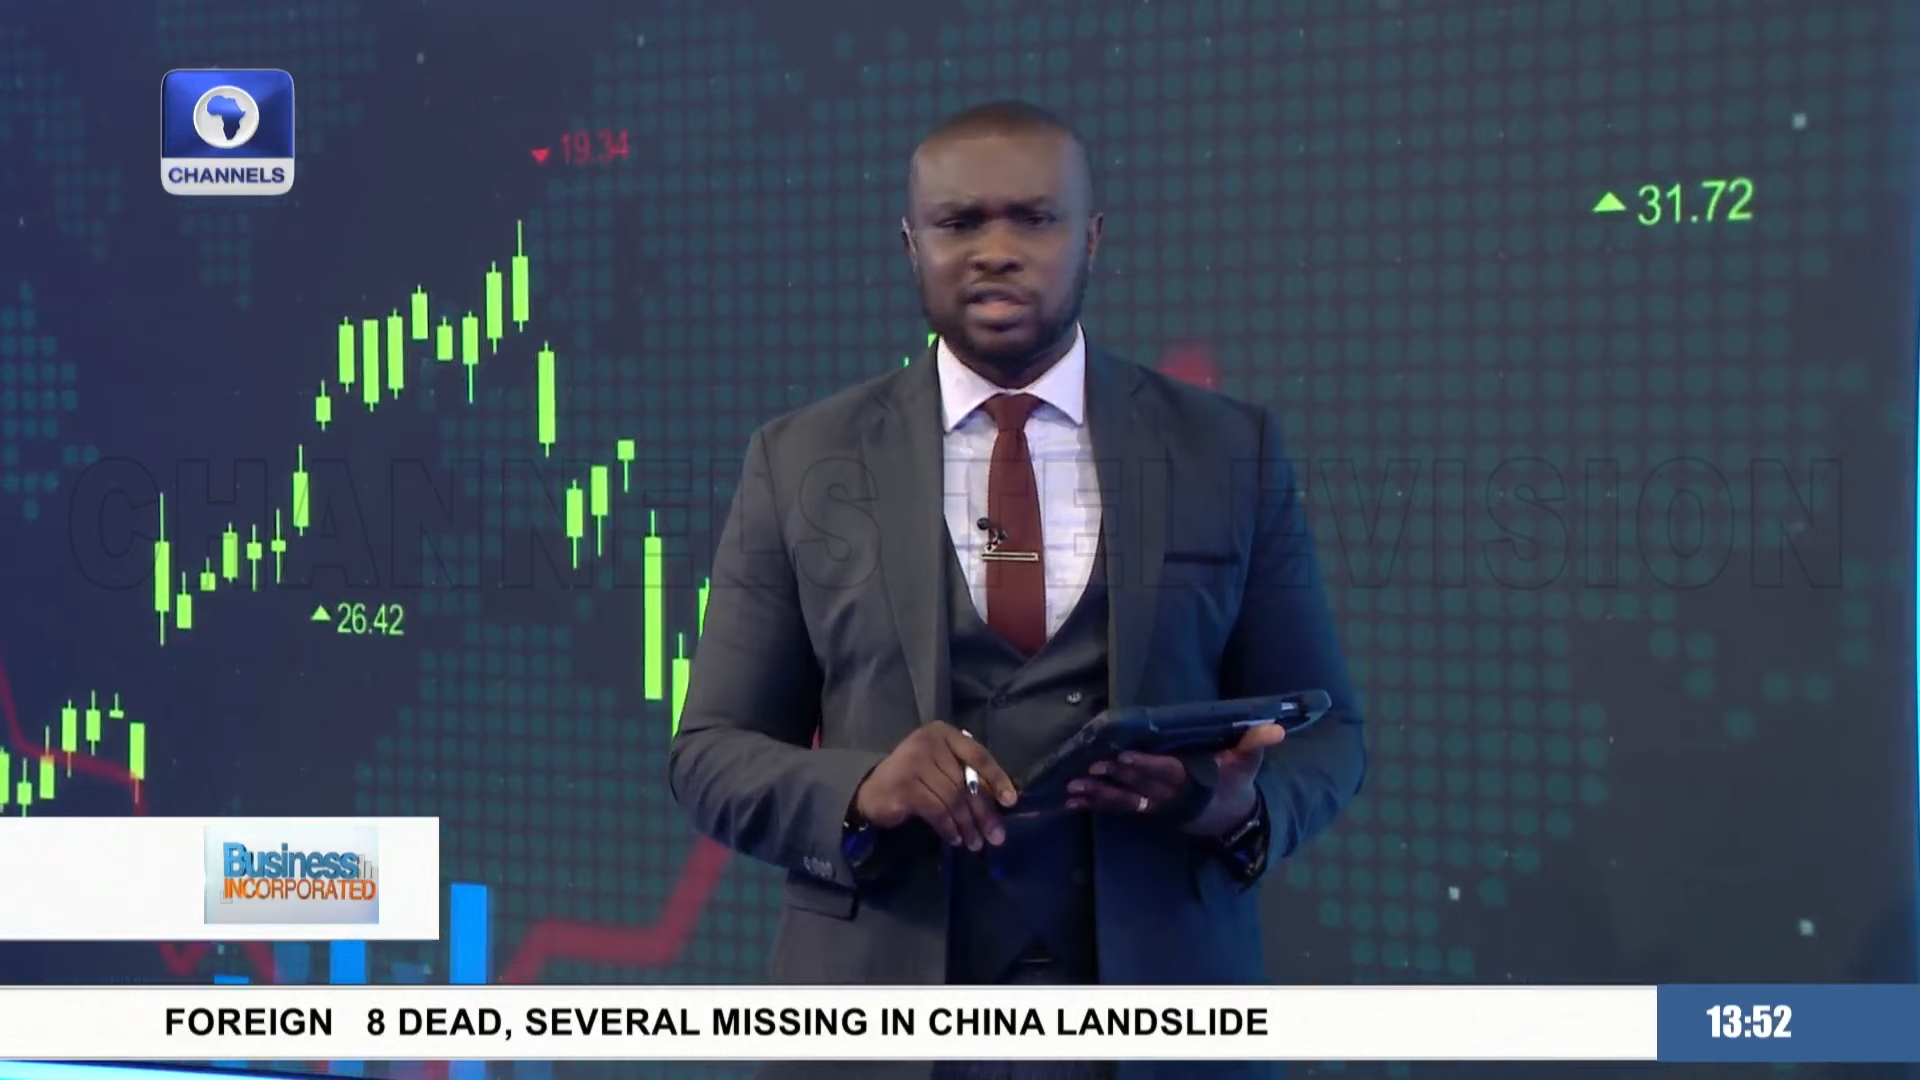 CHANNELS
19.34
31.72
CHANNELS TELEVISION
26.42
Business
INCORPORATED
FOREIGN 8 DEAD, SEVERAL MISSING IN CHINA LANDSLIDE
13:52